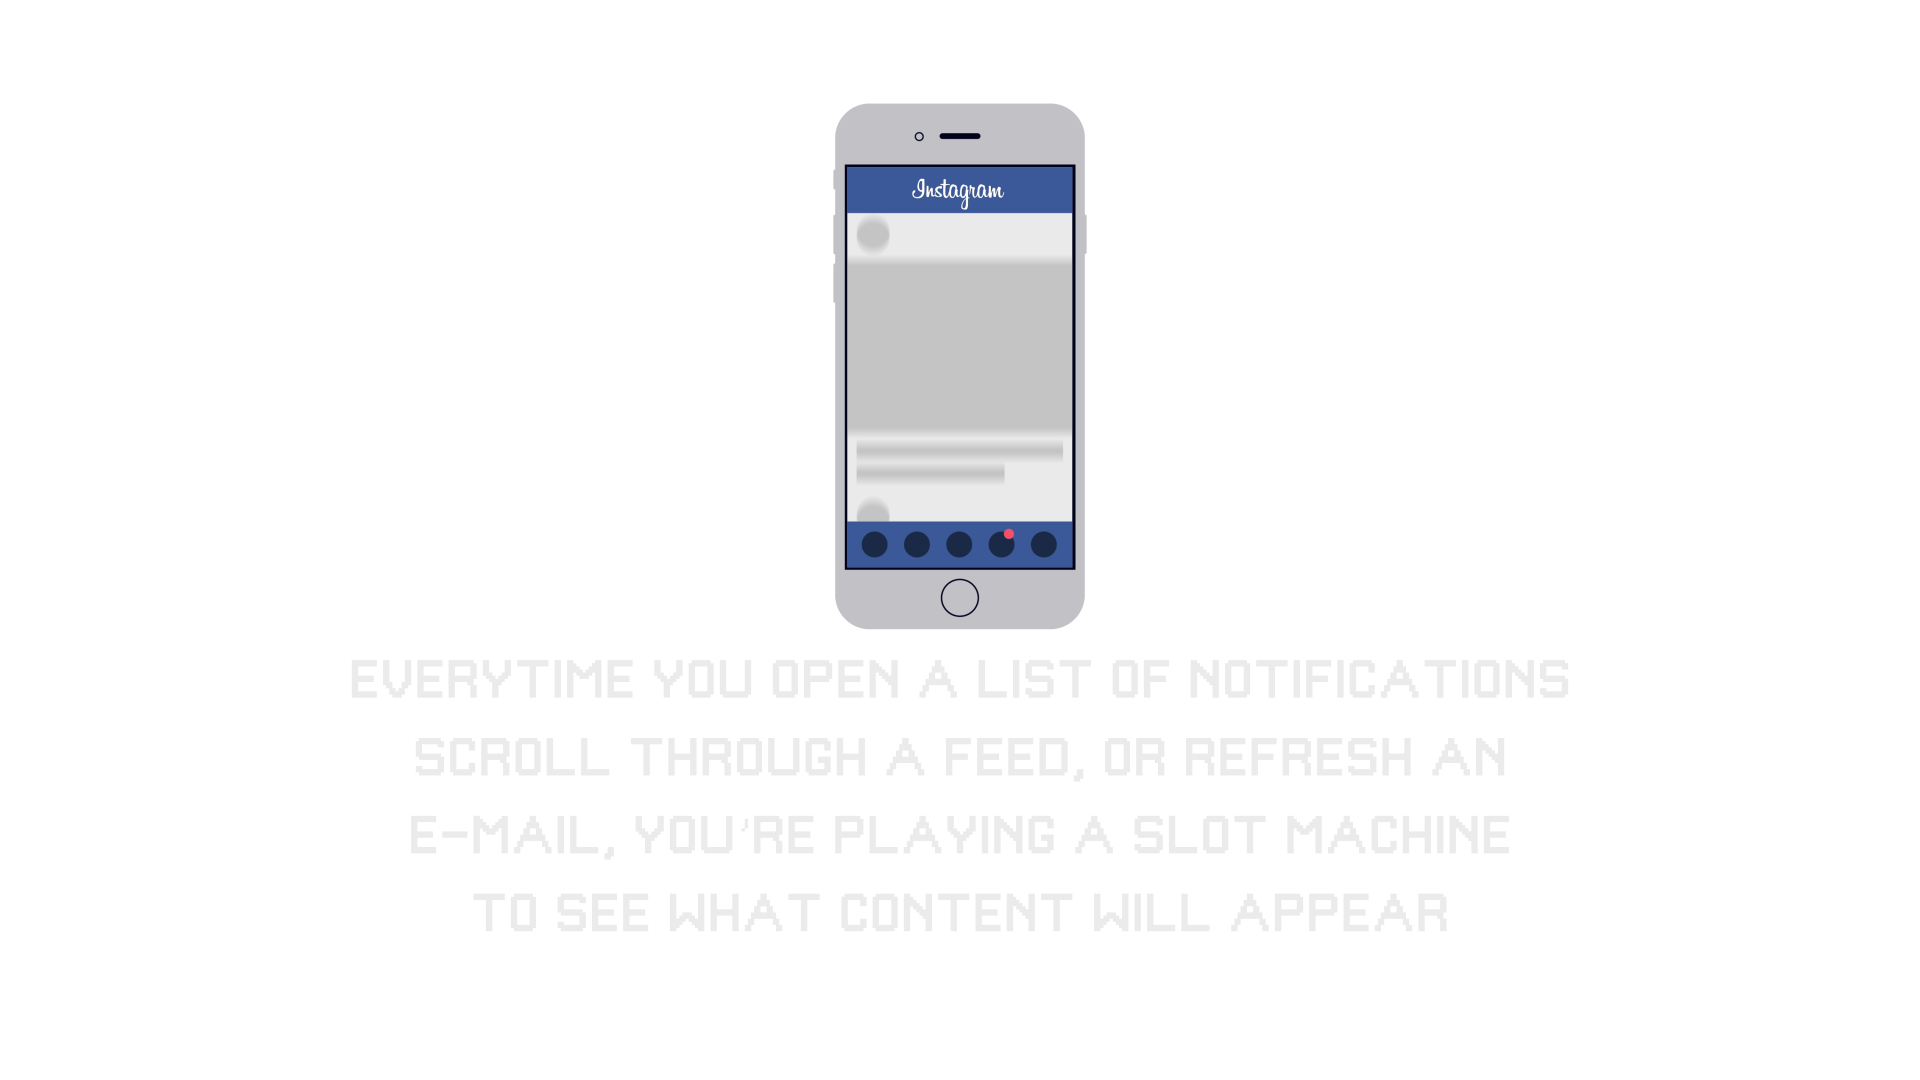 Instagram
EVERYTIME YOU OPEN A LIST OF NOTIFICATIONS
SCROLL THROUGH A FEED, OR REFRESH AN
E-MAIL, YOU'RE PLAYING A SLOT MACHINE
TO SEE WHAT CONTENT WILL APPEAR